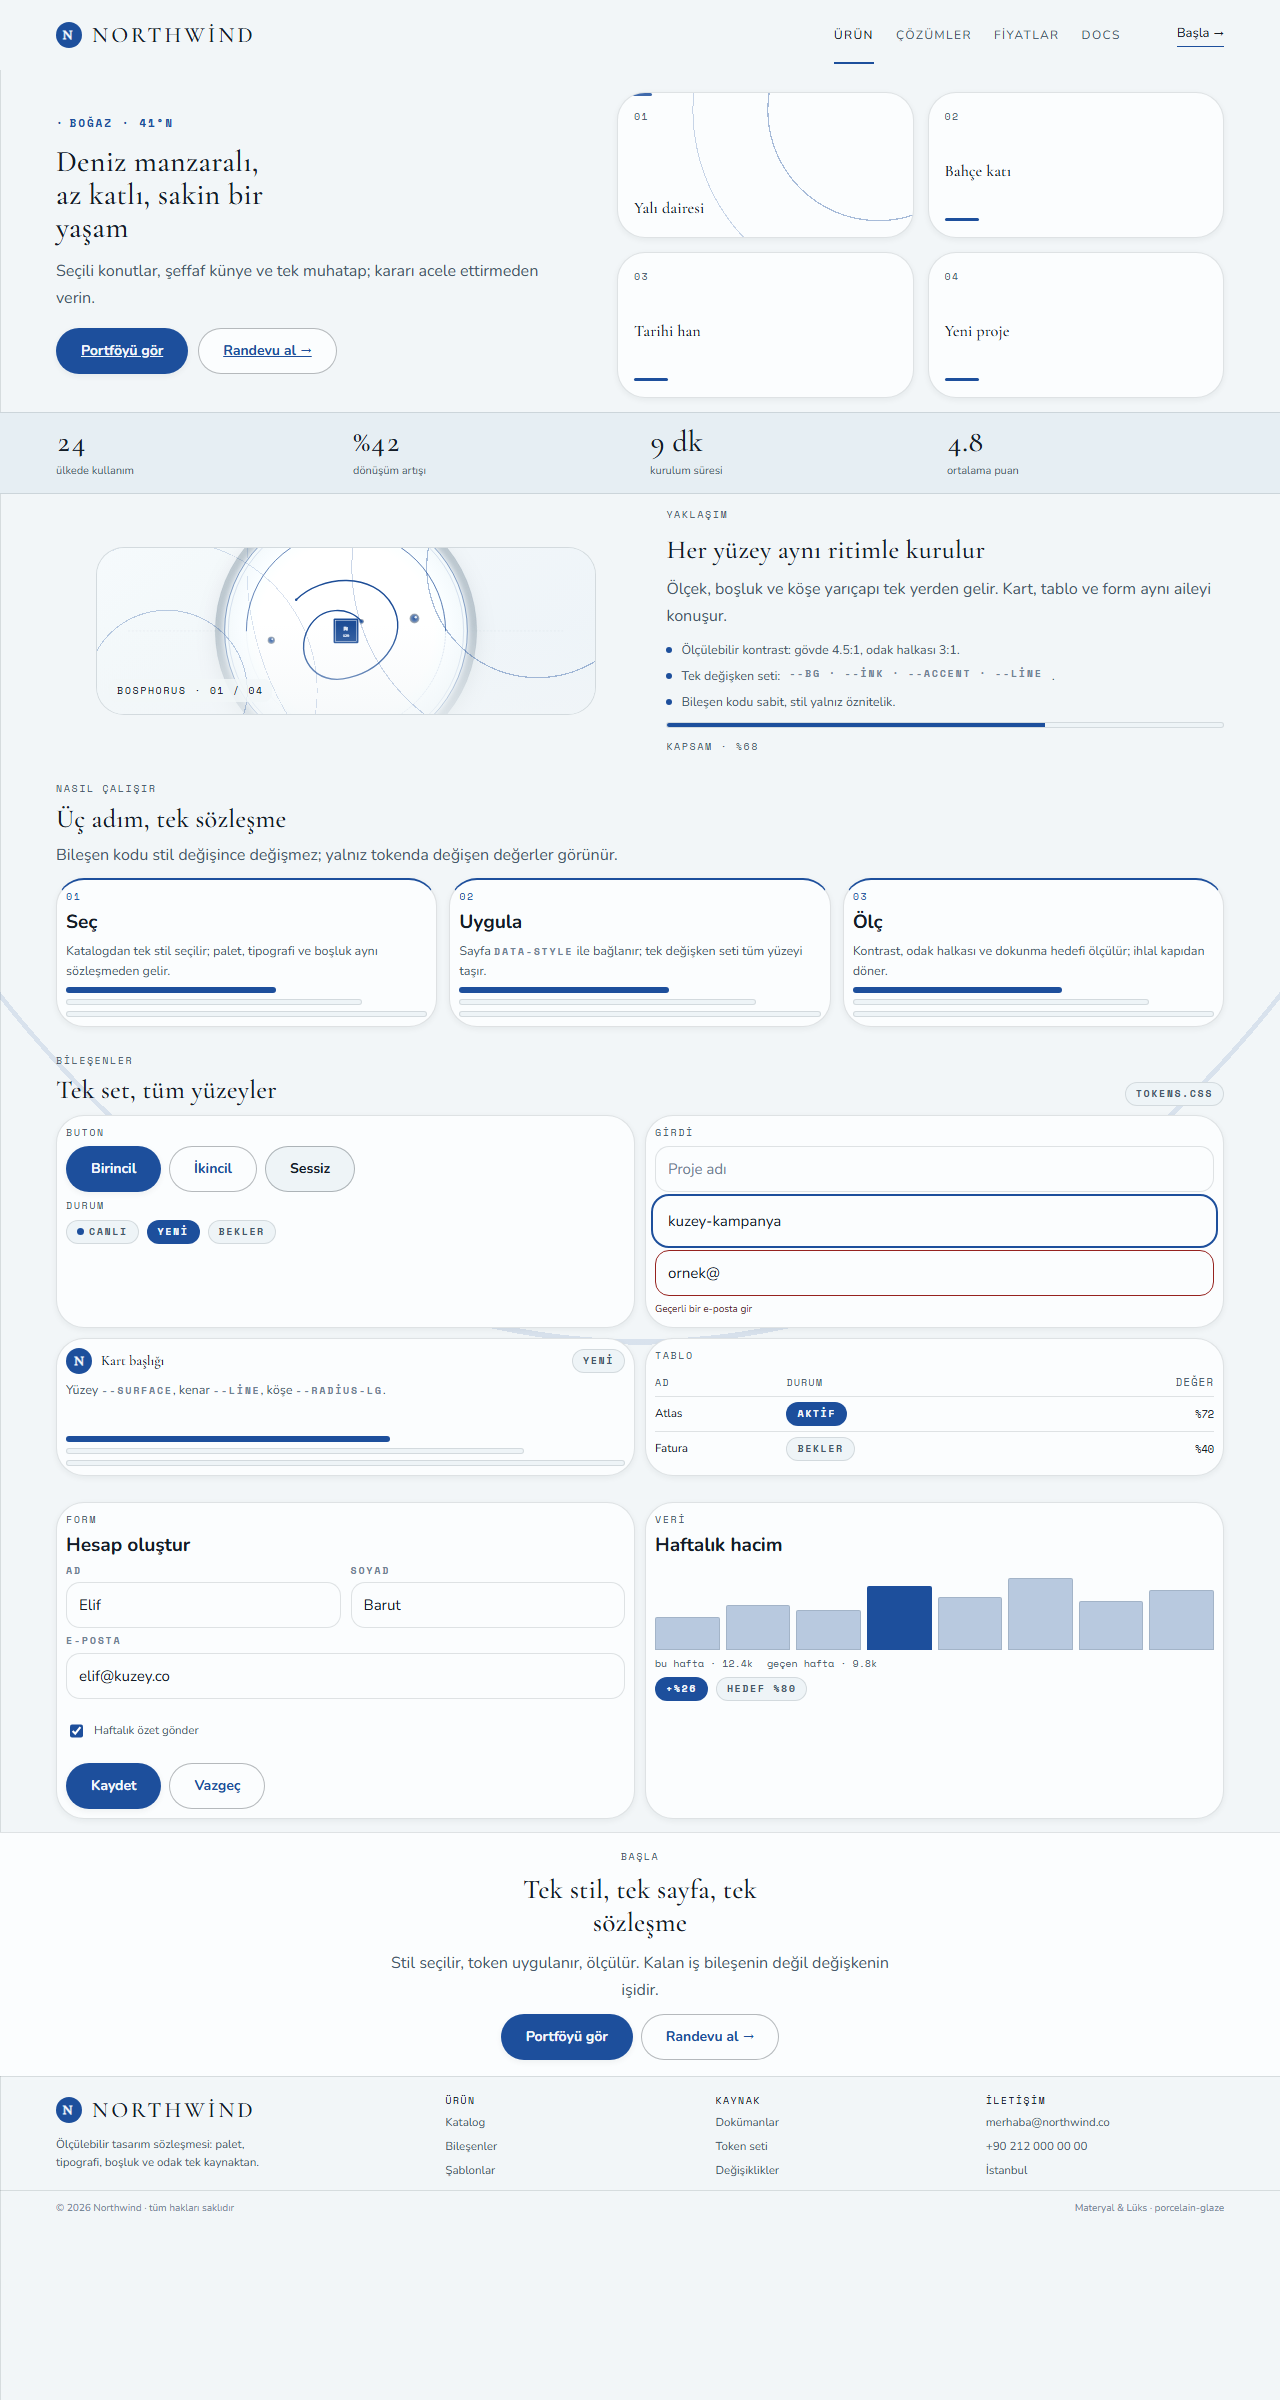 N NORTHWİND
ÜRÜN ÇÖZÜMLER FİYATLAR DOCS Başla →
· BOĞAZ · 41°N
Deniz manzaralı,
az katlı, sakin bir
yaşam
Seçili konutlar, şeffaf künye ve tek muhatap; kararı acele ettirmeden
verin.
Portföyü gör Randevu al →
01
Yalı dairesi
02
Bahçe katı
03
Tarihi han
04
Yeni proje
24
ülkede kullanım
%42
dönüşüm artışı
9 dk
kurulum süresi
4.8
ortalama puan
BOSPHORUS · 01 / 04
YAKLAŞIM
Her yüzey aynı ritimle kurulur
Ölçek, boşluk ve köşe yarıçapı tek yerden gelir. Kart, tablo ve form aynı aileyi
konuşur.
Ölçülebilir kontrast: gövde 4.5:1, odak halkası 3:1.
Tek değişken seti: --BG · --İNK · --ACCENT · --LİNE .
Bileşen kodu sabit, stil yalnız öznitelik.
KAPSAM · %68
NASIL ÇALIŞIR
Üç adım, tek sözleşme
Bileşen kodu stil değişince değişmez; yalnız tokenda değişen değerler görünür.
01
Seç
Katalogdan tek stil seçilir; palet, tipografi ve boşluk aynı
sözleşmeden gelir.
02
Uygula
Sayfa DATA-STYLE ile bağlanır; tek değişken seti tüm yüzeyi
taşır.
03
Ölç
Kontrast, odak halkası ve dokunma hedefi ölçülür; ihlal kapıdan
döner.
BİLEŞENLER
Tek set, tüm yüzeyler
TOKENS.CSS
BUTON
Birincil İkincil Sessiz
DURUM
CANLI YENİ BEKLER
GİRDİ
Proje adı
kuzey-kampanya
ornek@
Geçerli bir e-posta gir
N Kart başlığı YENİ
Yüzey --SURFACE, kenar --LİNE, köşe --RADİUS-LG.
TABLO
AD DURUM DEĞER
Atlas AKTİF %72
Fatura BEKLER %40
FORM
Hesap oluştur
AD SOYAD
Elif Barut
E-POSTA
elif@kuzey.co
Haftalık özet gönder
Kaydet Vazgeç
VERİ
Haftalık hacim
bu hafta · 12.4k geçen hafta · 9.8k
+%26 HEDEF %80
BAŞLA
Tek stil, tek sayfa, tek
sözleşme
Stil seçilir, token uygulanır, ölçülür. Kalan iş bileşenin değil değişkenin
işidir.
Portföyü gör Randevu al →
N NORTHWİND
Ölçülebilir tasarım sözleşmesi: palet,
tipografi, boşluk ve odak tek kaynaktan.
ÜRÜN
Katalog
Bileşenler
Şablonlar
KAYNAK
Dokümanlar
Token seti
Değişiklikler
İLETİŞİM
merhaba@northwind.co
+90 212 000 00 00
İstanbul
© 2026 Northwind · tüm hakları saklıdır
Materyal & Lüks · porcelain-glaze